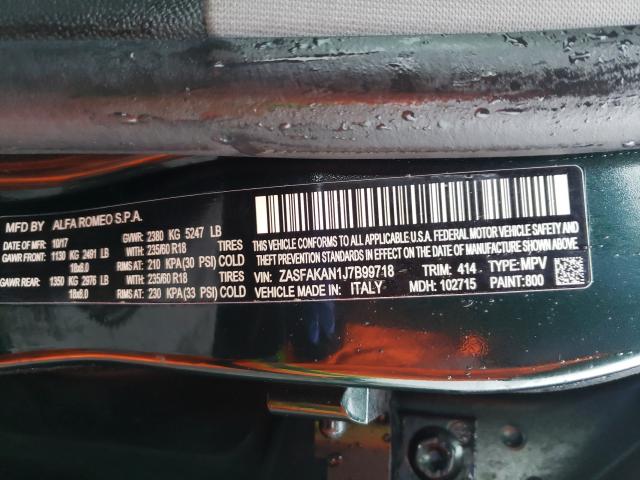 MFD BY ALFA ROMEO S.P.A.
DATE OF MFR: 10/17 GVWR: 2380 KG 5247 LB
GAWR FRONT: 1130 KG 2491 LB WITH 235/60 R18 TIRES
18x8.0 RIMS AT: 210 KPA (30 PSI) COLD
GAWR REAR: 1350 KG 2976 LB WITH 235/60 R18 TIRES
18x8.0 RIMS AT: 230 KPA (33 PSI) COLD
THIS VEHICLE CONFORMS TO ALL APPLICABLE U.S.A. FEDERAL MOTOR VEHICLE
SAFETY, BUMPER, AND THEFT PREVENTION STANDARDS IN
EFFECT ON THE DATE OF MANUFACTURE SHOWN ABOVE.
VIN: ZASFAKAN1J7B99718 TRIM: 414 TYPE: MPV
VEHICLE MADE IN: ITALY MDH: 102715 PAINT: 800